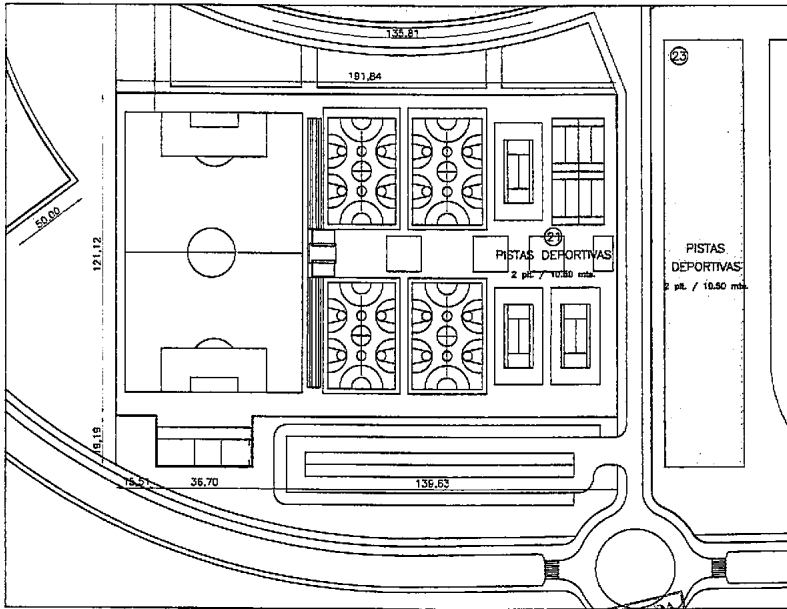 135.81
191,84
23
50.00
121,12
21
PISTAS DEPORTIVAS
2 plt. / 10.50 mts.
PISTAS
DEPORTIVAS
2 plt. / 10.50 mts.
19,19
15,51
36,70
139,63